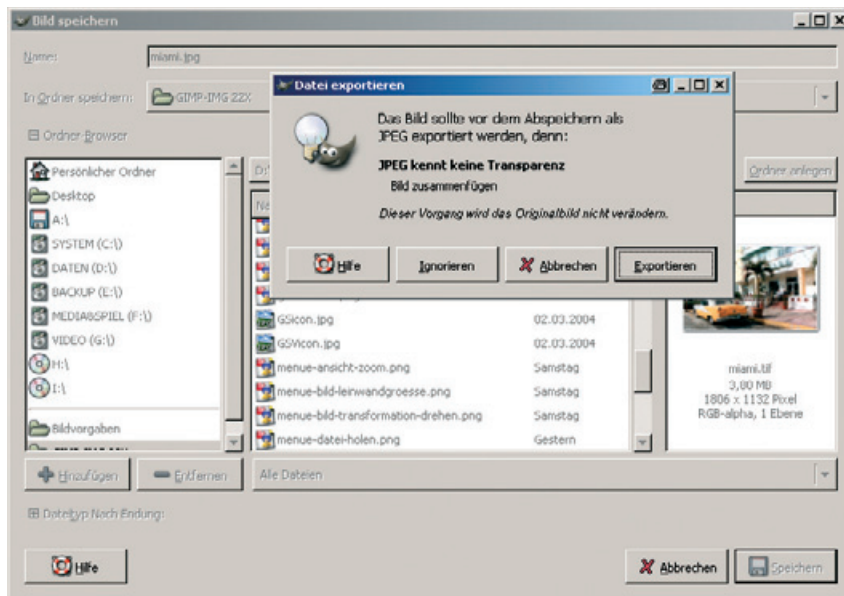 Bild speichern
Name:
miami.jpg
In Ordner speichern:
GIMP-IMG 22X
Ordner-Browser
Datei exportieren
Das Bild sollte vor dem Abspeichern als
JPEG exportiert werden, denn:
JPEG kennt keine Transparenz
Bild zusammenfügen
Dieser Vorgang wird das Originalbild nicht verändern.
Hilfe
Ignorieren
Abbrechen
Exportieren
Persönlicher Ordner
Desktop
A:\
SYSTEM (C:\)
DATEN (D:\)
BACKUP (E:\)
MEDIA&SPIEL (F:\)
VIDEO (G:\)
H:\
I:\
Bildvorgaben
Ordner anlegen
GSicon.jpg 02.03.2004
GSVicon.jpg 02.03.2004
menue-ansicht-zoom.png Samstag
menue-bild-leinwandgroesse.png Samstag
menue-bild-transformation-drehen.png Samstag
menue-datei-holen.png Gestern
miami.tif
3,00 MB
1806 x 1132 Pixel
RGB-alpha, 1 Ebene
Hinzufügen
Entfernen
Alle Dateien
Dateityp Nach Endung:
Hilfe
Abbrechen
Speichern